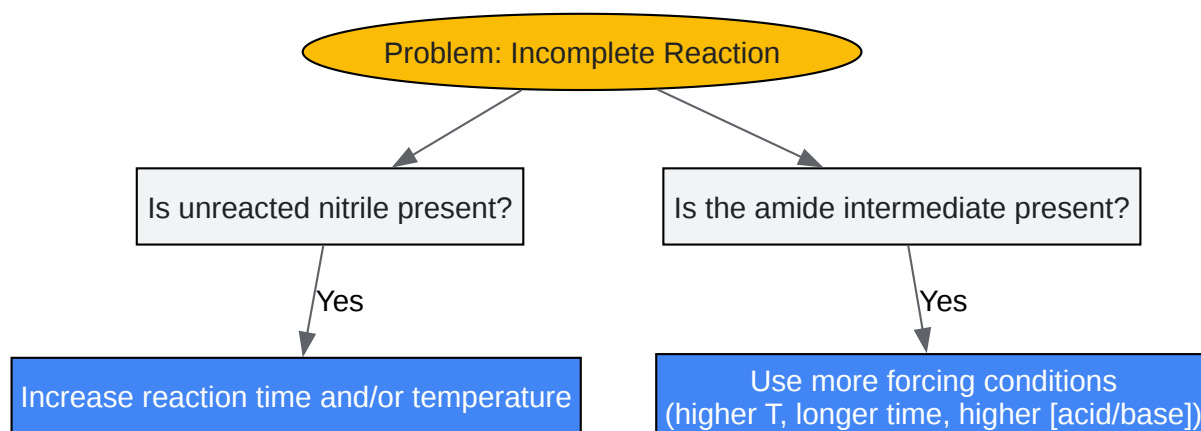 Problem: Incomplete Reaction
Is unreacted nitrile present?
Is the amide intermediate present?
Yes
Yes
Increase reaction time and/or temperature
Use more forcing conditions
(higher T, longer time, higher [acid/base])